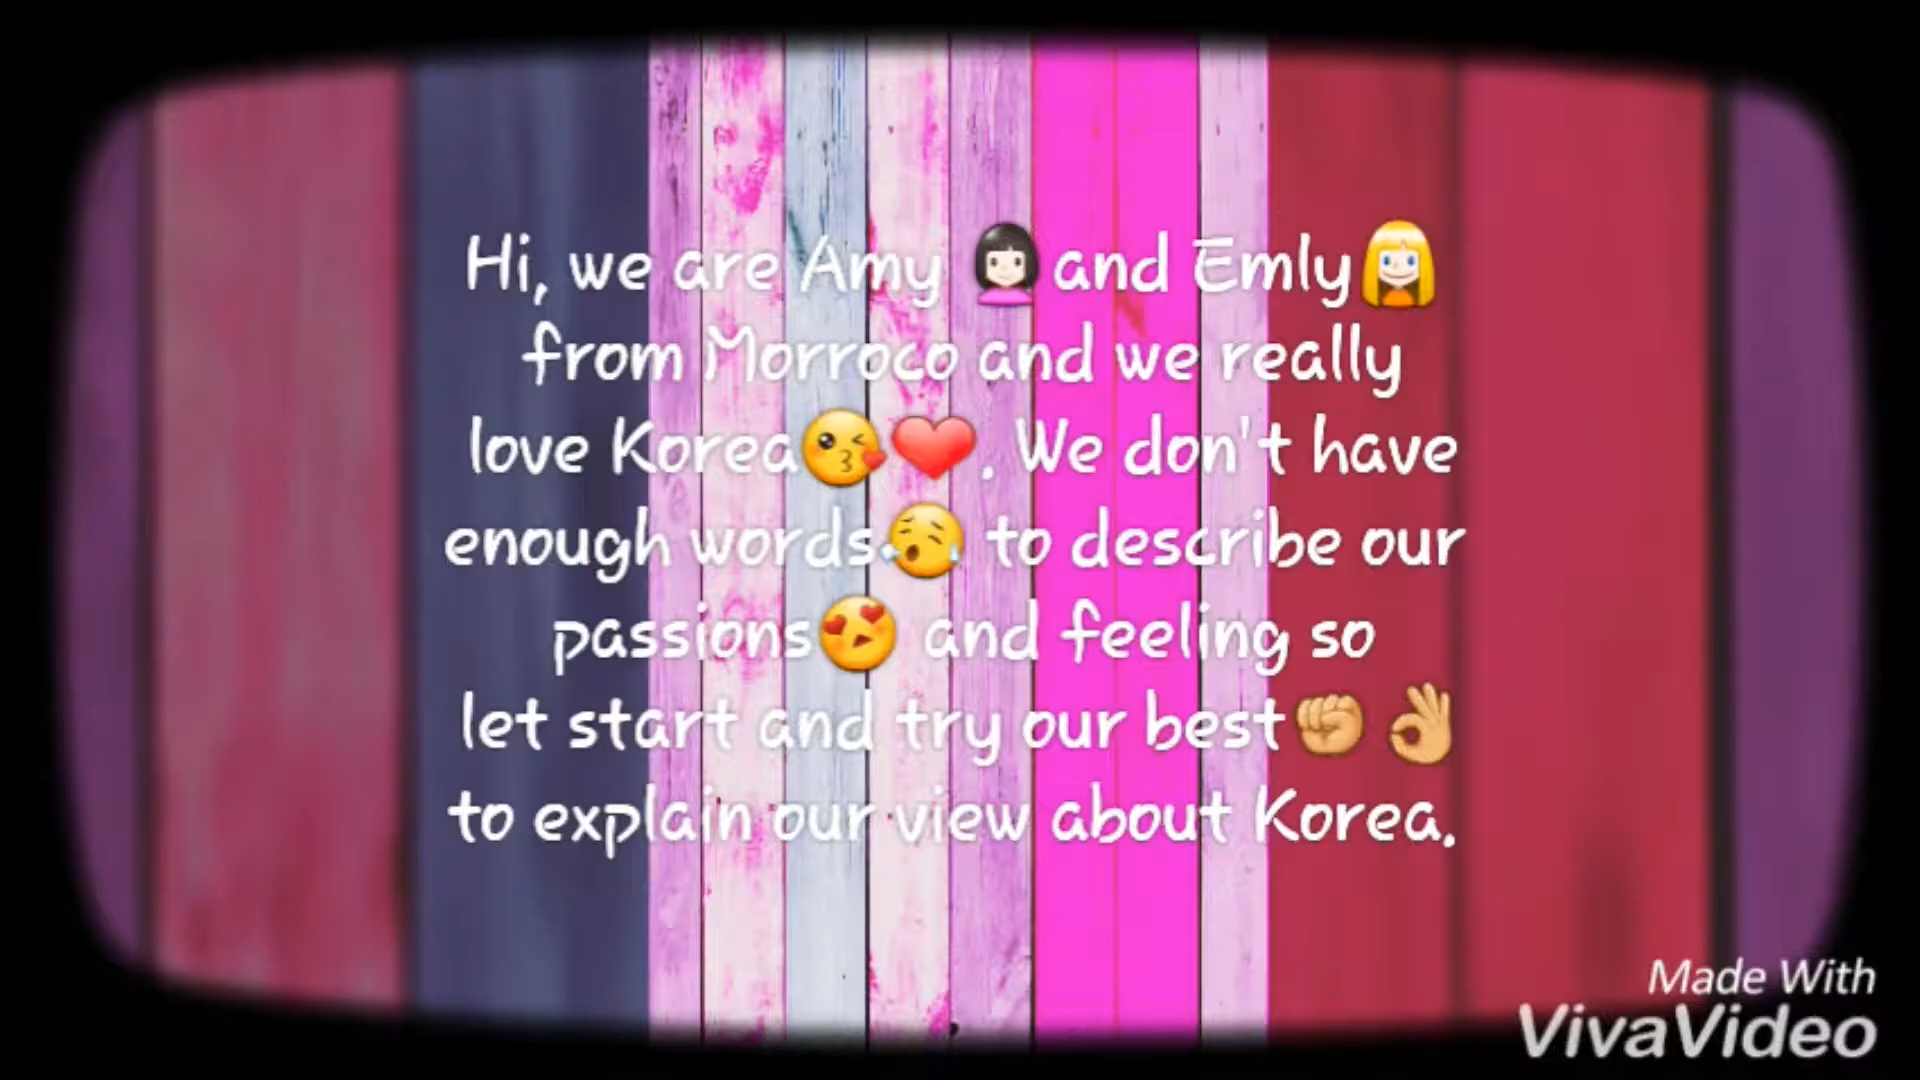 Hi, we are Amy 👩🏻 and Emly👱‍♀️
from Morroco and we really
love Korea😘❤️. We don't have
enough words😥 to describe our
passions😍 and feeling so
let start and try our best✊👌
to explain our view about Korea.
Made With
VivaVideo